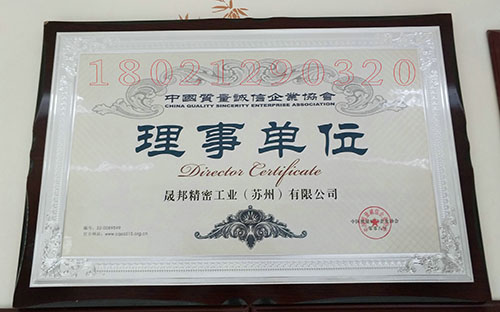 18021290320
中國質量誠信企業協會
CHINA QUALITY SINCERITY ENTERPRISE ASSOCIATION
理事单位
Director Certificate
晟邦精密工业（苏州）有限公司